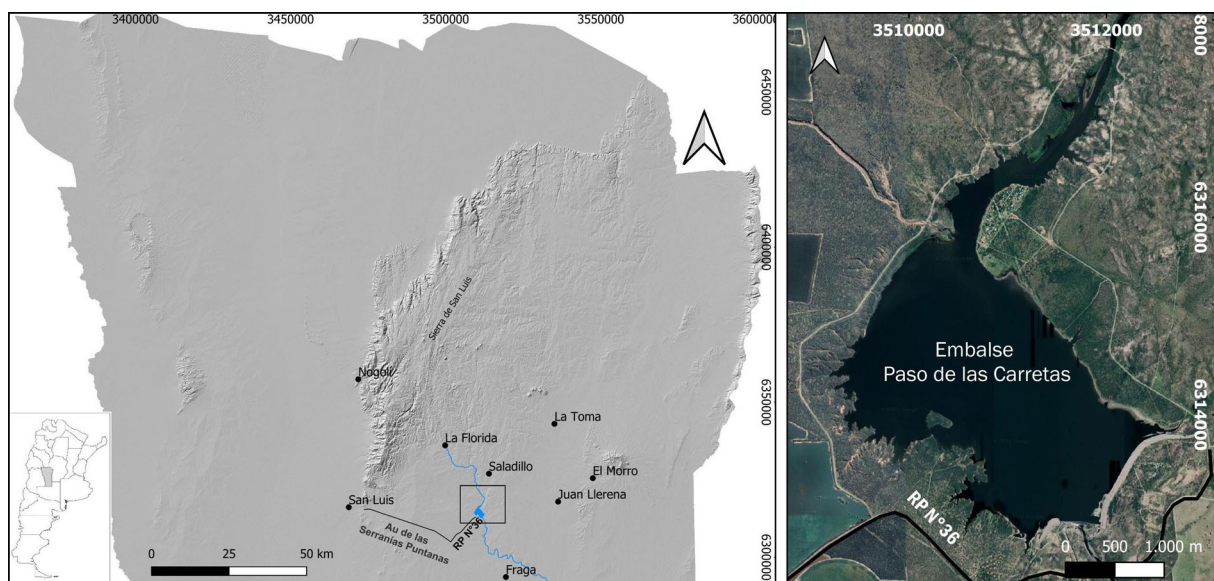 3400000
3450000
3500000
3550000
3600000
6450000
6400000
6350000
6300000
Sierra de San Luis
Nogolí
La Toma
La Florida
Saladillo
El Morro
Juan Llerena
San Luis
Au de las
Serranías Puntanas
RP N°36
Fraga
0 25 50 km
3510000
3512000
8000
6316000
6314000
Embalse
Paso de las Carretas
RP N°36
0 500 1.000 m